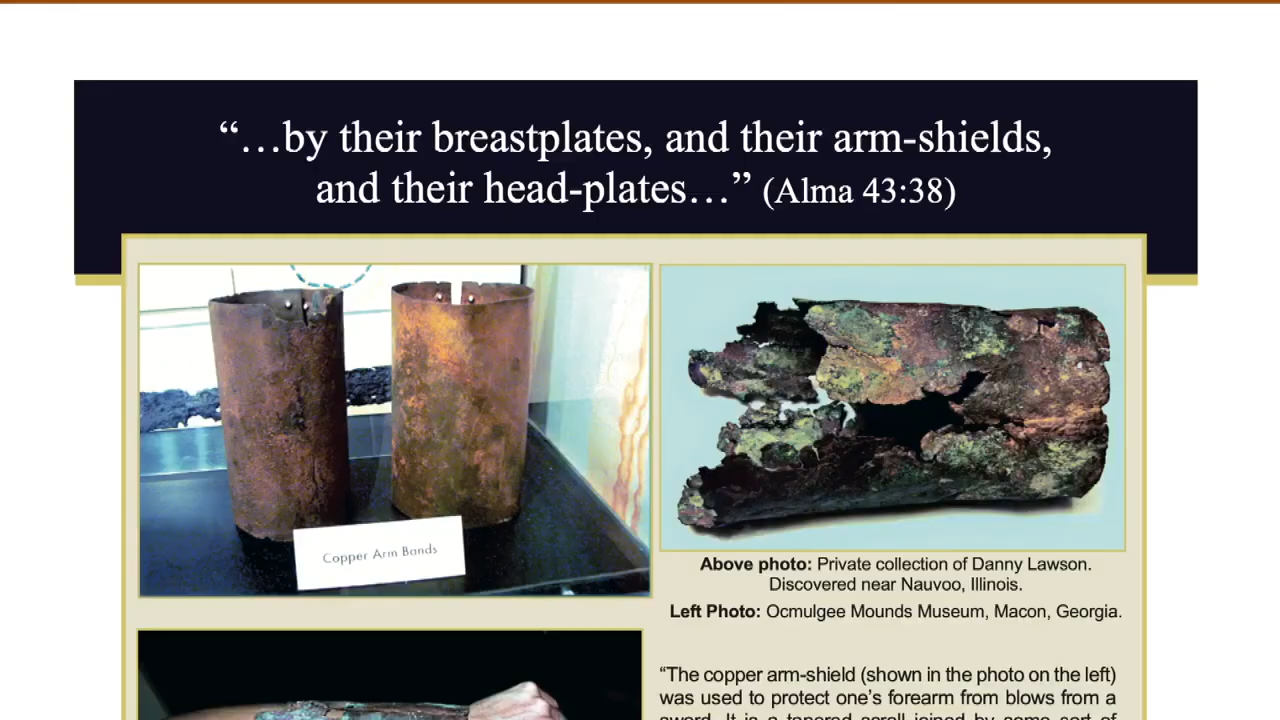 “…by their breastplates, and their arm-shields,
and their head-plates…” (Alma 43:38)
Copper Arm Bands
Above photo: Private collection of Danny Lawson.
Discovered near Nauvoo, Illinois.
Left Photo: Ocmulgee Mounds Museum, Macon, Georgia.
“The copper arm-shield (shown in the photo on the left)
was used to protect one’s forearm from blows from a
sword. It is a tapered scroll joined by some sort of